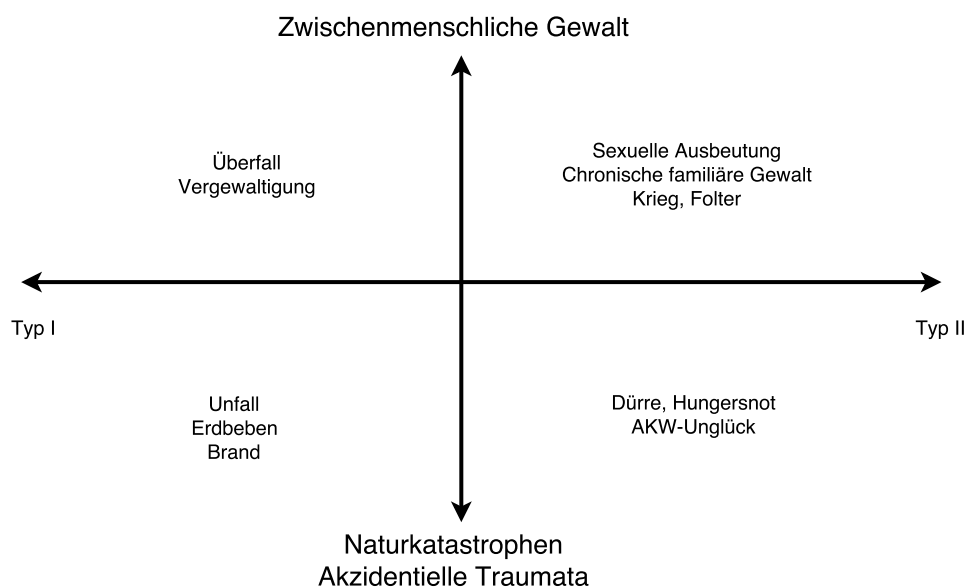 Zwischenmenschliche Gewalt
Überfall
Vergewaltigung
Sexuelle Ausbeutung
Chronische familiäre Gewalt
Krieg, Folter
Typ I
Typ II
Unfall
Erdbeben
Brand
Dürre, Hungersnot
AKW-Unglück
Naturkatastrophen
Akzidentielle Traumata